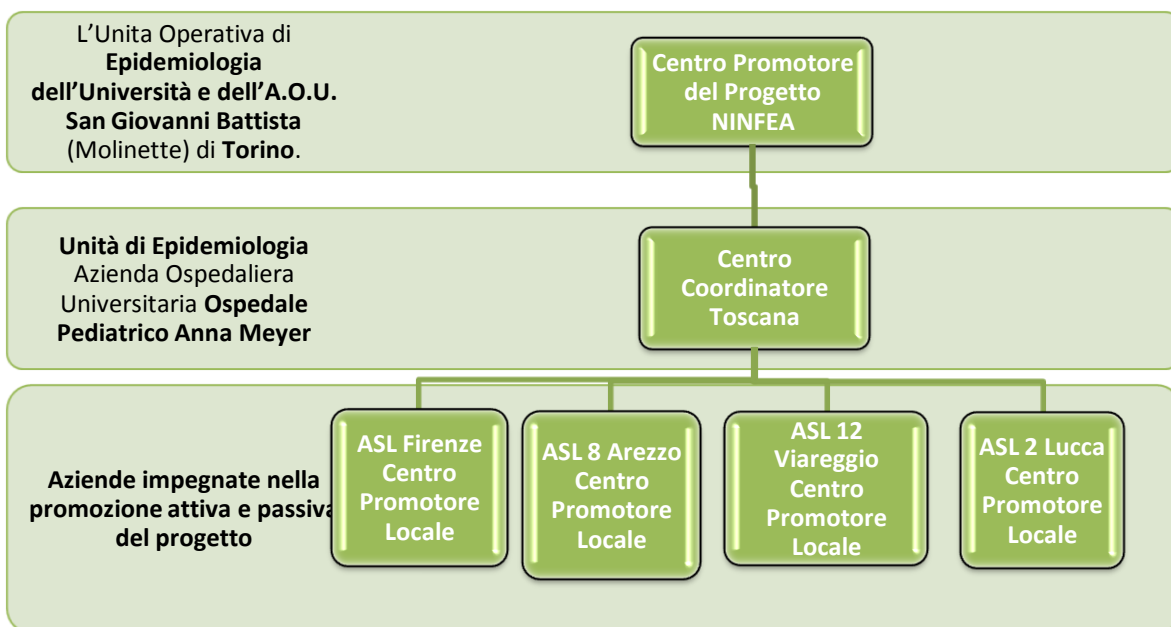 L'Unita Operativa di
Epidemiologia
dell'Università e dell'A.O.U.
San Giovanni Battista
(Molinette) di Torino.
Centro Promotore
del Progetto
NINFEA
Unità di Epidemiologia
Azienda Ospedaliera
Universitaria Ospedale
Pediatrico Anna Meyer
Centro
Coordinatore
Toscana
Aziende impegnate nella
promozione attiva e passiva
del progetto
ASL Firenze
Centro
Promotore
Locale
ASL 8 Arezzo
Centro
Promotore
Locale
ASL 12
Viareggio
Centro
Promotore
Locale
ASL 2 Lucca
Centro
Promotore
Locale